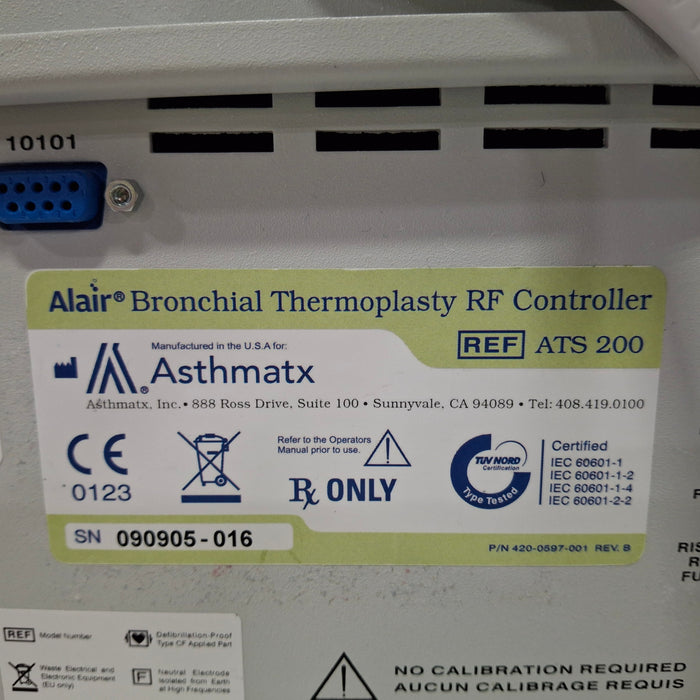 10101
Alair® Bronchial Thermoplasty RF Controller
REF ATS 200
Manufactured in the U.S.A for:
Asthmatx®
Asthmatx, Inc. • 888 Ross Drive, Suite 100 • Sunnyvale, CA 94089 • Tel: 408.419.0100
CE
0123
Refer to the Operators
Manual prior to use.
Rx ONLY
TUV NORD
Certification
Type Tested
Certified
IEC 60601-1
IEC 60601-1-2
IEC 60601-1-4
IEC 60601-2-2
SN 090905-016
P/N 420-0597-001 REV. B
RIS
R
FU
REF Model Number
Defibrillation-Proof
Type CF Applied Part
Waste Electrical and
Electronic Equipment
(EU only)
F Neutral Electrode
Isolated from Earth
at High Frequencies
NO CALIBRATION REQUIRED
AUCUN CALIBRAGE REQUIS